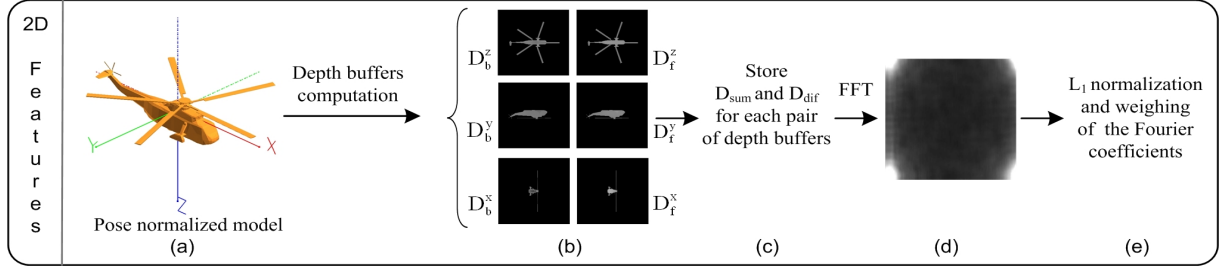 2D
F
e
a
t
u
r
e
s
Y
X
Z
Pose normalized model
(a)
Depth buffers
computation
D_b^z
D_f^z
D_b^y
D_f^y
D_b^x
D_f^x
(b)
Store
D_sum and D_dif
for each pair
of depth buffers
(c)
FFT
(d)
L_1 normalization
and weighing
of the Fourier
coefficients
(e)